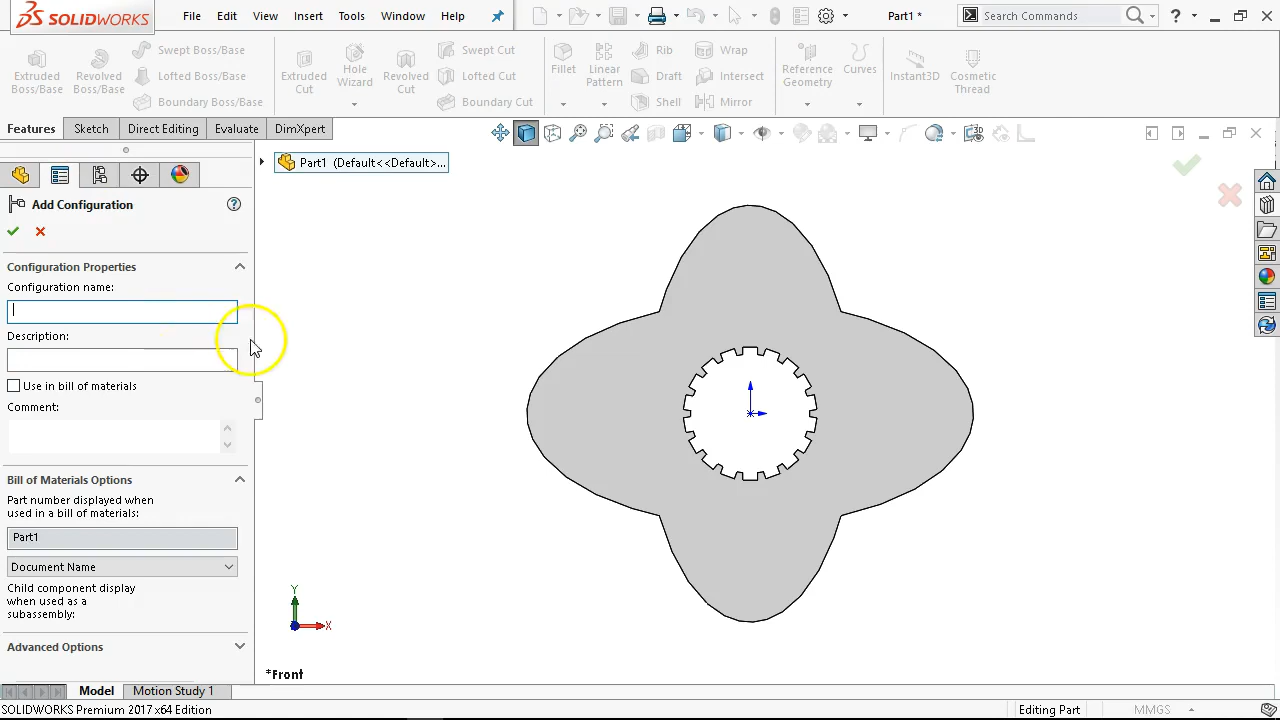 SOLIDWORKS File Edit View Insert Tools Window Help Part1 * Search Commands ?
Extruded Boss/Base Revolved Boss/Base Swept Boss/Base Lofted Boss/Base Boundary Boss/Base Extruded Cut Hole Wizard Revolved Cut Swept Cut Lofted Cut Boundary Cut Fillet Linear Pattern Rib Draft Shell Wrap Intersect Mirror Reference Geometry Curves Instant3D Cosmetic Thread
Features Sketch Direct Editing Evaluate DimXpert
Part1 (Default<<Default>...
Add Configuration ?
Configuration Properties
Configuration name:
Description:
Use in bill of materials
Comment:
Bill of Materials Options
Part number displayed when
used in a bill of materials:
Part1
Document Name
Child component display
when used as a
subassembly:
Advanced Options
Y
X
*Front
Model Motion Study 1
SOLIDWORKS Premium 2017 x64 Edition Editing Part MMGS